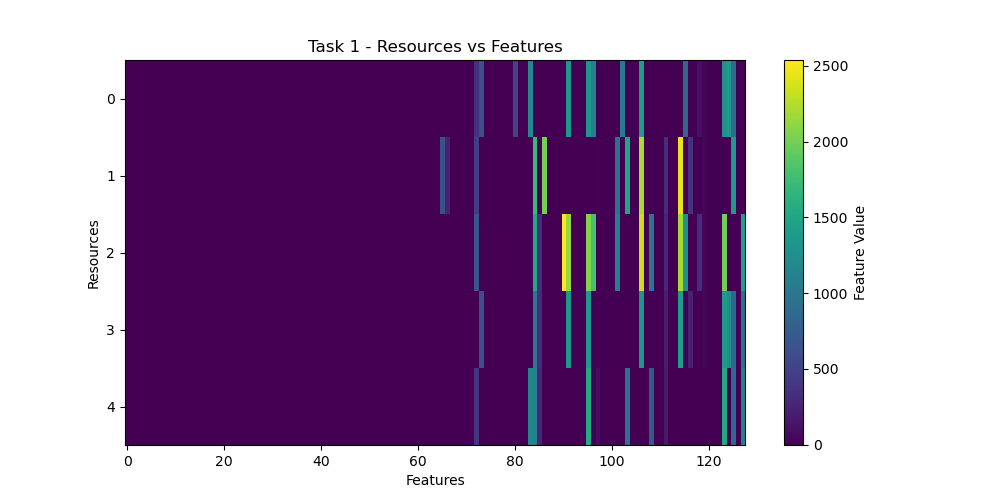 Task 1 - Resources vs Features
Resources
0
1
2
3
4
0 20 40 60 80 100 120
Features
2500
2000
1500
1000
500
0
Feature Value